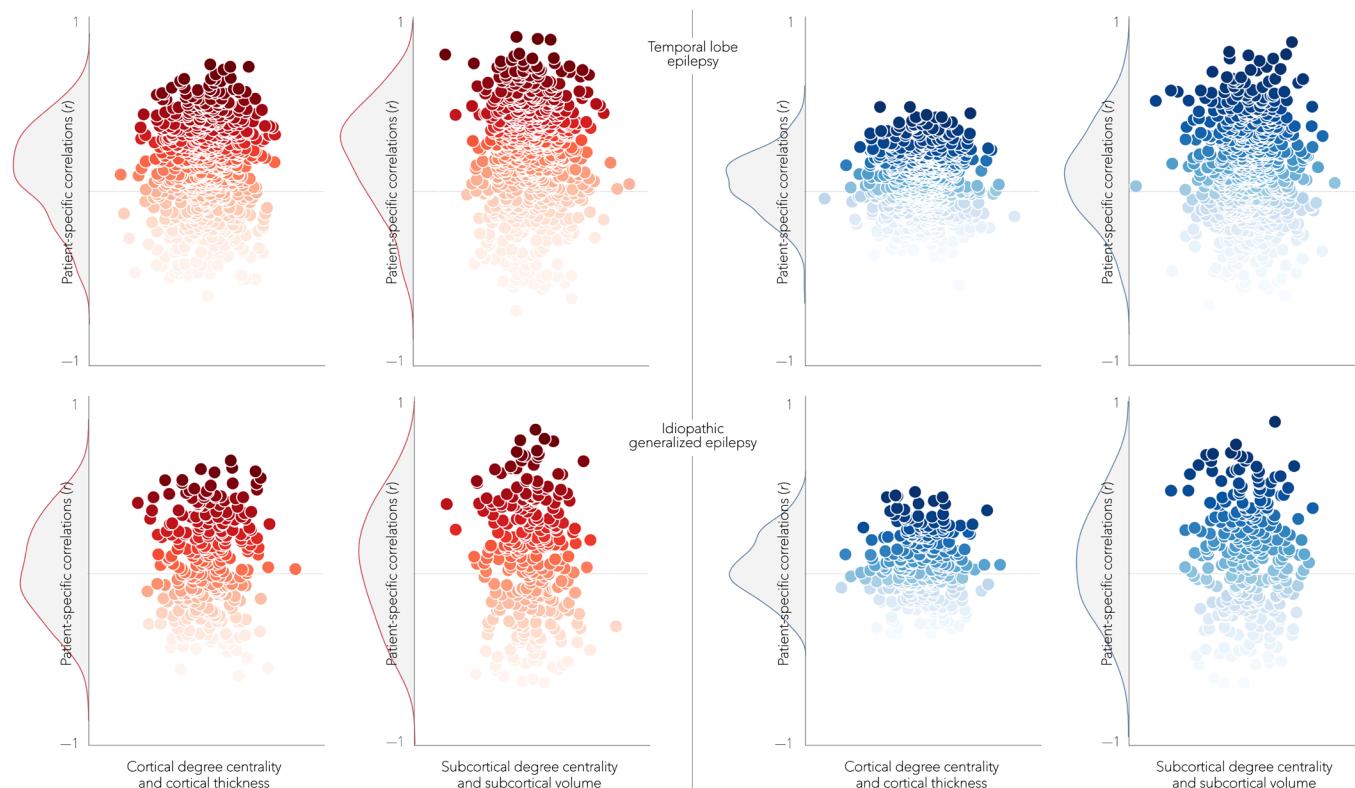 1
Patient-specific correlations (r)
—1
1
Patient-specific correlations (r)
—1
Temporal lobe
epilepsy
1
Patient-specific correlations (r)
—1
1
Patient-specific correlations (r)
—1
1
Patient-specific correlations (r)
—1
1
Patient-specific correlations (r)
—1
Idiopathic
generalized epilepsy
1
Patient-specific correlations (r)
—1
1
Patient-specific correlations (r)
—1
Cortical degree centrality
and cortical thickness
Subcortical degree centrality
and subcortical volume
Cortical degree centrality
and cortical thickness
Subcortical degree centrality
and subcortical volume